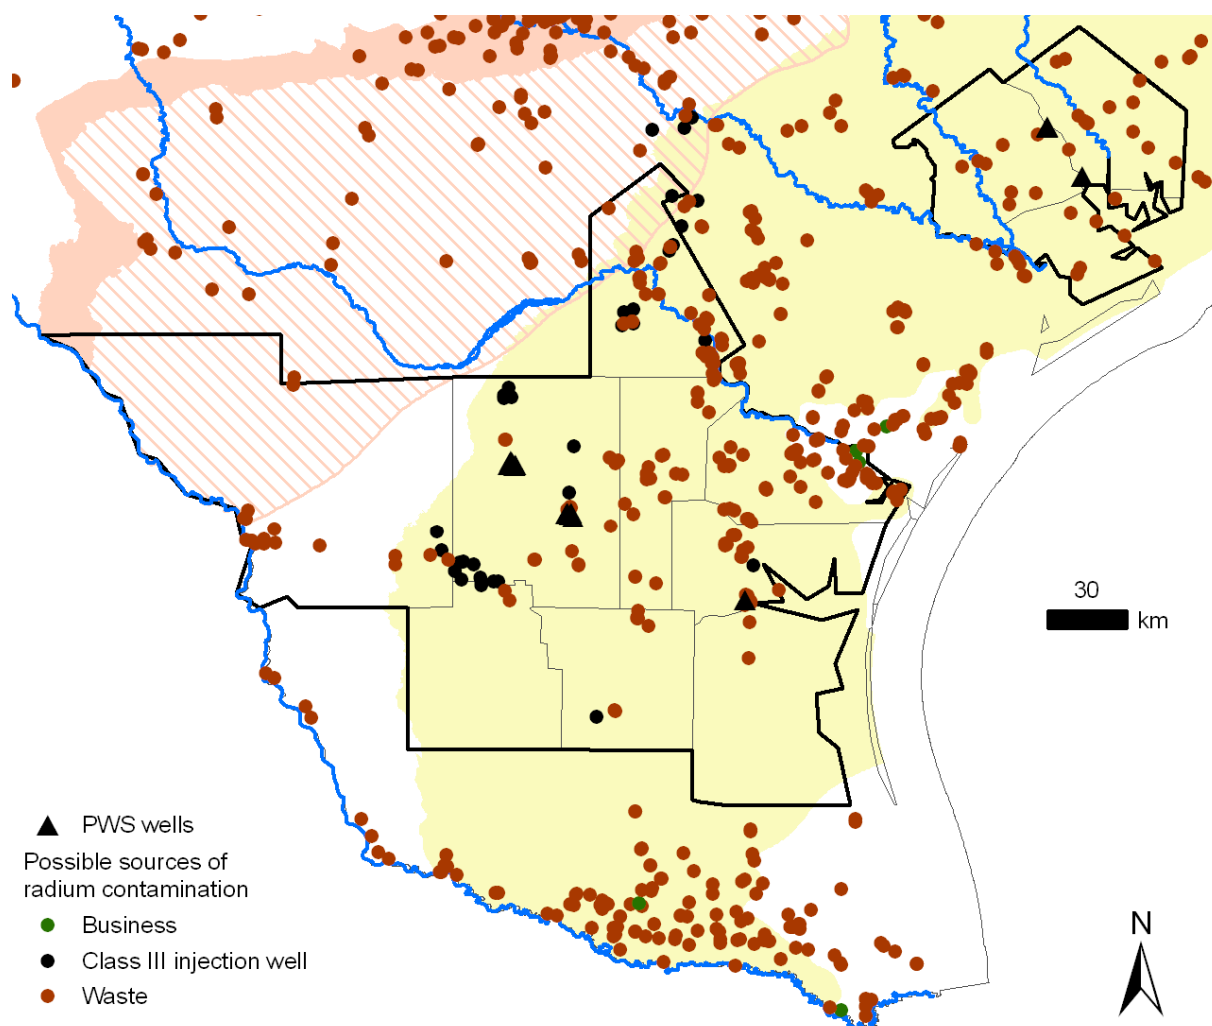 30
km
PWS wells
Possible sources of
radium contamination
Business
Class III injection well
Waste
N